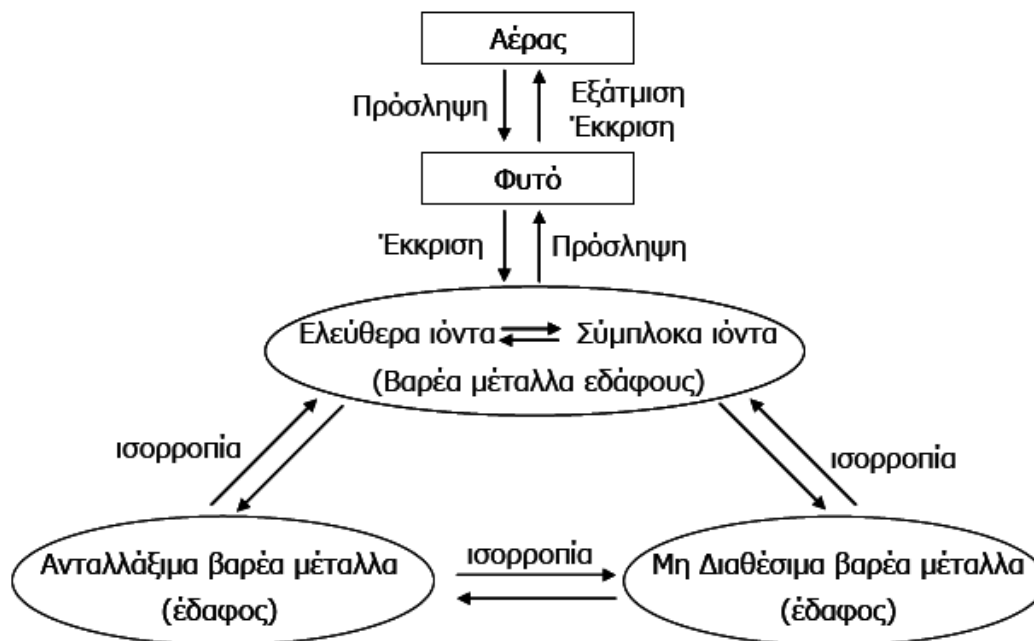 Αέρας
Πρόσληψη
Εξάτμιση
Έκκριση
Φυτό
Έκκριση
Πρόσληψη
Ελεύθερα ιόντα
Σύμπλοκα ιόντα
(Βαρέα μέταλλα εδάφους)
ισορροπία
ισορροπία
Ανταλλάξιμα βαρέα μέταλλα
(έδαφος)
ισορροπία
Μη Διαθέσιμα βαρέα μέταλλα
(έδαφος)